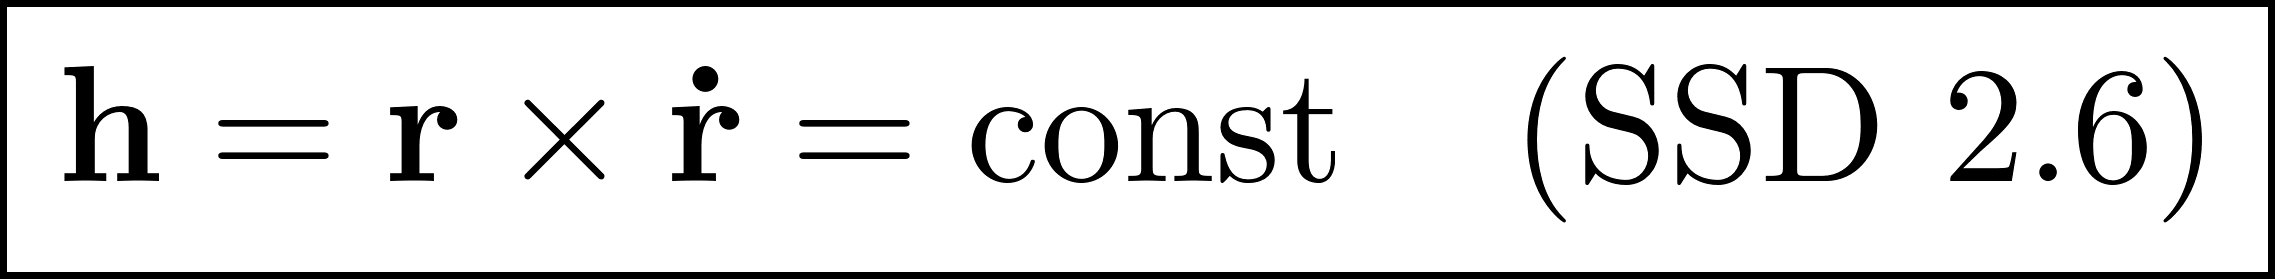 h = r × ṙ = const (SSD 2.6)